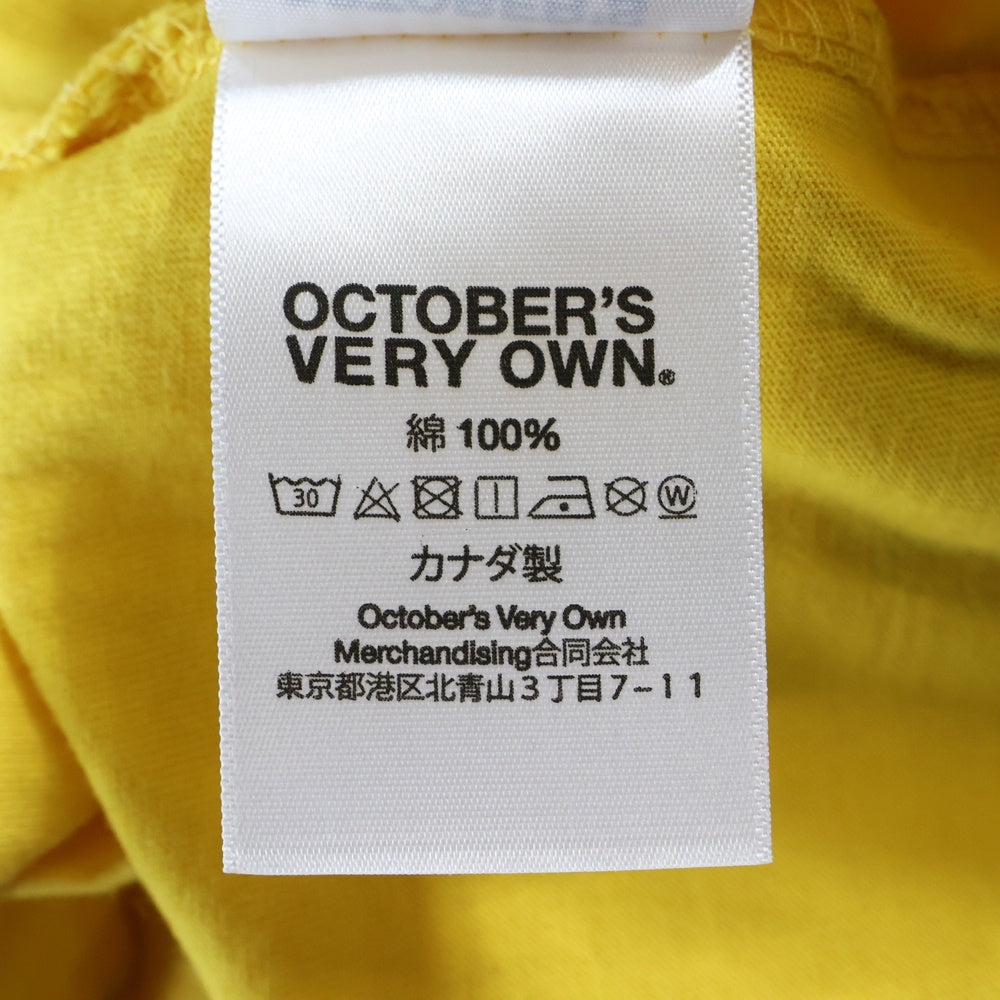 OCTOBER'S
VERY OWN®
綿 100%
30 W
カナダ製
October's Very Own
Merchandising合同会社
東京都港区北青山3丁目7-11